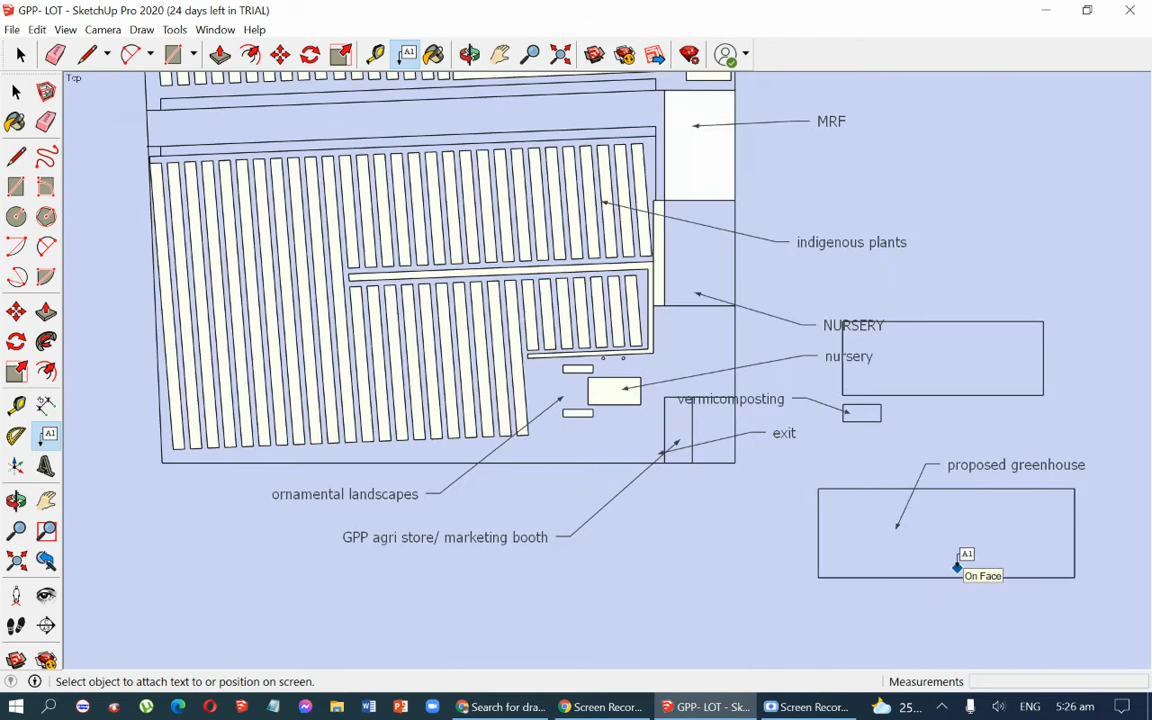 GPP- LOT - SketchUp Pro 2020 (24 days left in TRIAL)
File Edit View Camera Draw Tools Window Help
A1
Top
MRF
indigenous plants
NURSERY
nursery
vermicomposting
exit
proposed greenhouse
ornamental landscapes
GPP agri store/ marketing booth
A1
A1
On Face
Select object to attach text to or position on screen.
Measurements
Search for dra...
Screen Recor...
GPP- LOT - Sk...
Screen Recor...
25...
ENG
5:26 am